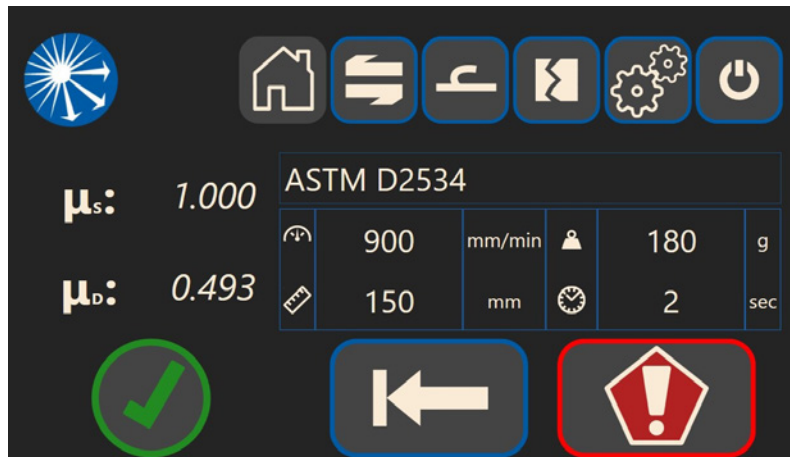 ASTM D2534
μs: 1.000
900 mm/min 180 g
μD: 0.493
150 mm 2 sec